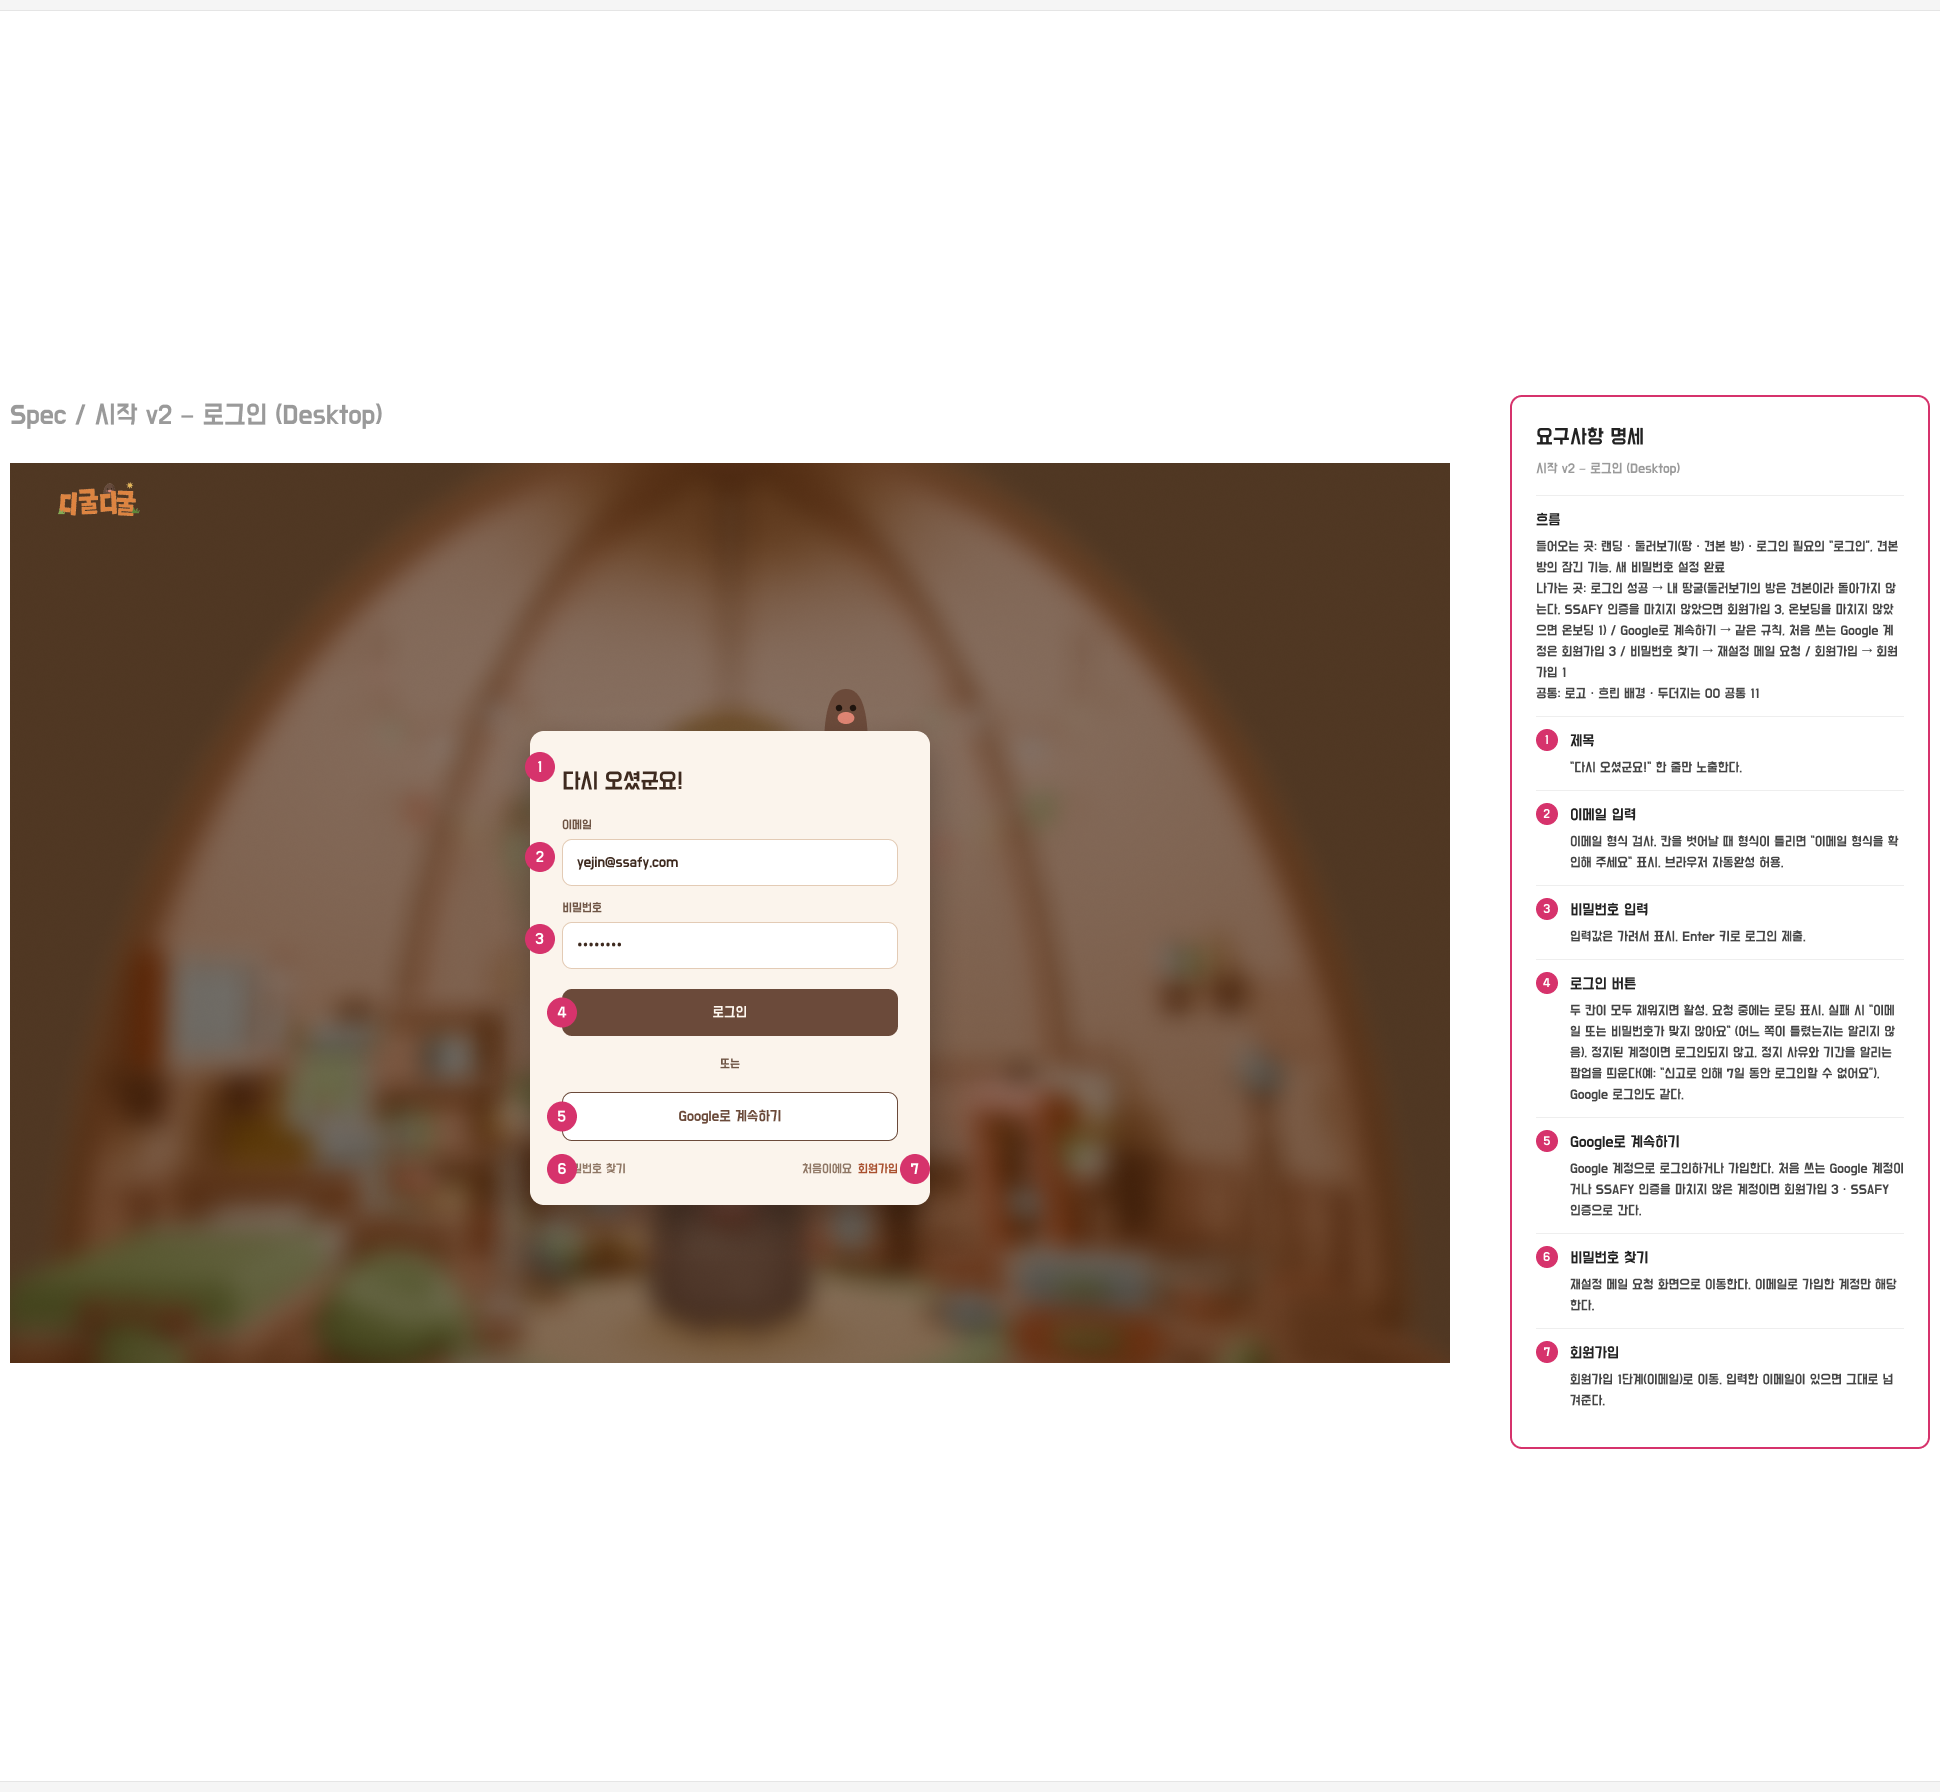 Spec / 시작 v2 – 로그인 (Desktop)
디굴디굴
1
다시 오셨군요!
이메일
2
yejin@ssafy.com
비밀번호
3
••••••••
4
로그인
또는
5
Google로 계속하기
6
밀번호 찾기
처음이에요 회원가입
7
요구사항 명세
시작 v2 – 로그인 (Desktop)
흐름
들어오는 곳: 랜딩 · 둘러보기(땅 · 견본 방) · 로그인 필요의 "로그인", 견본
방의 잠긴 기능, 새 비밀번호 설정 완료
나가는 곳: 로그인 성공 → 내 땅굴(둘러보기의 방은 견본이라 돌아가지 않
는다. SSAFY 인증을 마치지 않았으면 회원가입 3, 온보딩을 마치지 않았
으면 온보딩 1) / Google로 계속하기 → 같은 규칙, 처음 쓰는 Google 계
정은 회원가입 3 / 비밀번호 찾기 → 재설정 메일 요청 / 회원가입 → 회원
가입 1
공통: 로고 · 흐린 배경 · 두더지는 00 공통 11
1 제목
"다시 오셨군요!" 한 줄만 노출한다.
2 이메일 입력
이메일 형식 검사. 칸을 벗어날 때 형식이 틀리면 "이메일 형식을 확
인해 주세요" 표시. 브라우저 자동완성 허용.
3 비밀번호 입력
입력값은 가려서 표시. Enter 키로 로그인 제출.
4 로그인 버튼
두 칸이 모두 채워지면 활성. 요청 중에는 로딩 표시. 실패 시 "이메
일 또는 비밀번호가 맞지 않아요" (어느 쪽이 틀렸는지는 알리지 않
음). 정지된 계정이면 로그인되지 않고, 정지 사유와 기간을 알리는
팝업을 띄운다(예: "신고로 인해 7일 동안 로그인할 수 없어요").
Google 로그인도 같다.
5 Google로 계속하기
Google 계정으로 로그인하거나 가입한다. 처음 쓰는 Google 계정이
거나 SSAFY 인증을 마치지 않은 계정이면 회원가입 3 · SSAFY
인증으로 간다.
6 비밀번호 찾기
재설정 메일 요청 화면으로 이동한다. 이메일로 가입한 계정만 해당
한다.
7 회원가입
회원가입 1단계(이메일)로 이동. 입력한 이메일이 있으면 그대로 넘
겨준다.